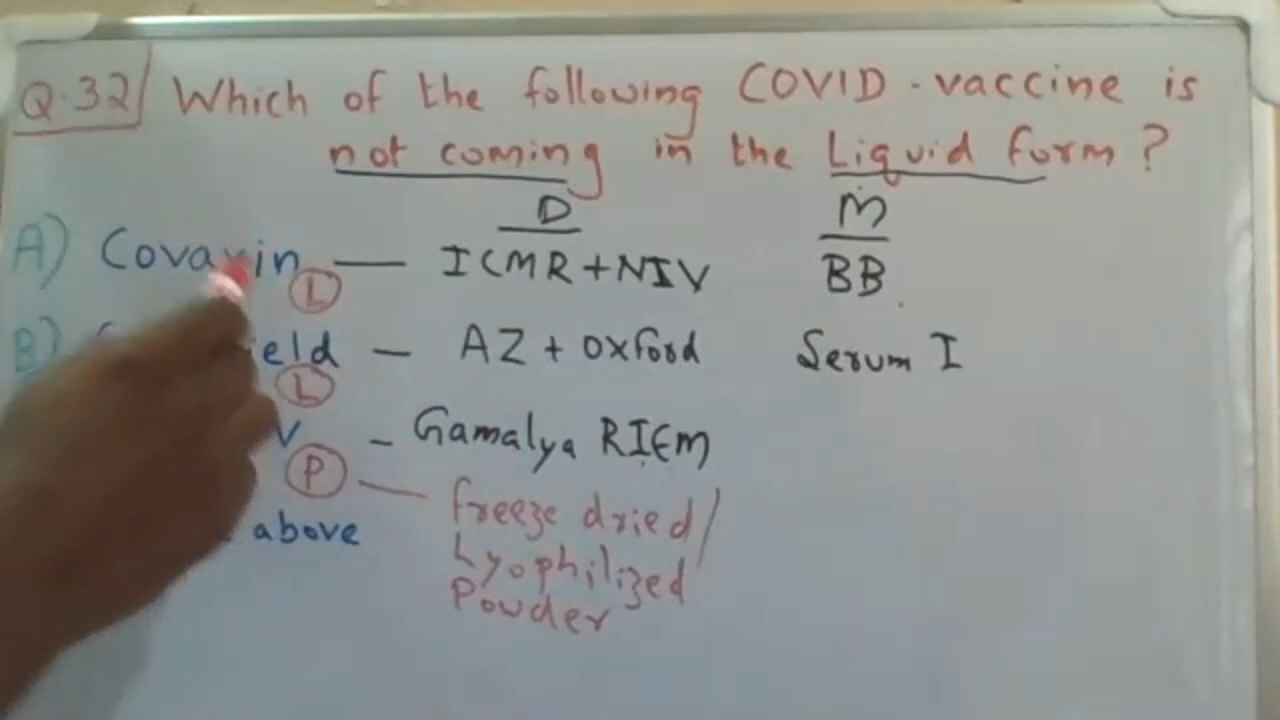 Q.32 Which of the following COVID-vaccine is
not coming in the Liquid form?
D M
A) Covaxin — ICMR+NIV BB
L
B) eld — AZ + Oxford Serum I
L
V - Gamalya RIEM
P — freeze dried/
above Lyophilized
Powder